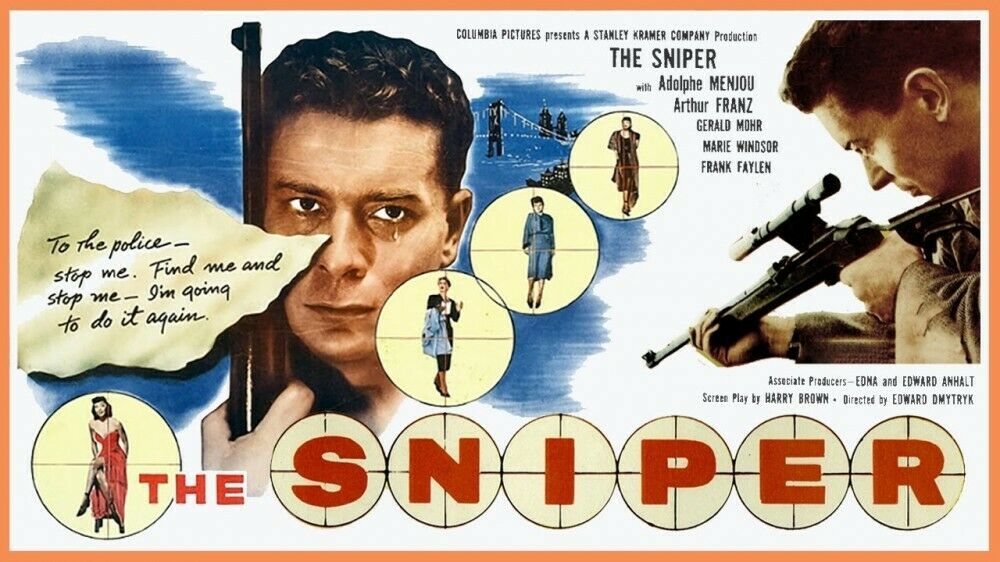 COLUMBIA PICTURES presents A STANLEY KRAMER COMPANY Production
THE SNIPER
with Adolphe MENJOU
Arthur FRANZ
GERALD MOHR
MARIE WINDSOR
FRANK FAYLEN
To the police —
stop me. Find me and
stop me — I'm going
to do it again.
Associate Producers—EDNA and EDWARD ANHALT
Screen Play by HARRY BROWN · Directed by EDWARD DMYTRYK
THE SNIPER